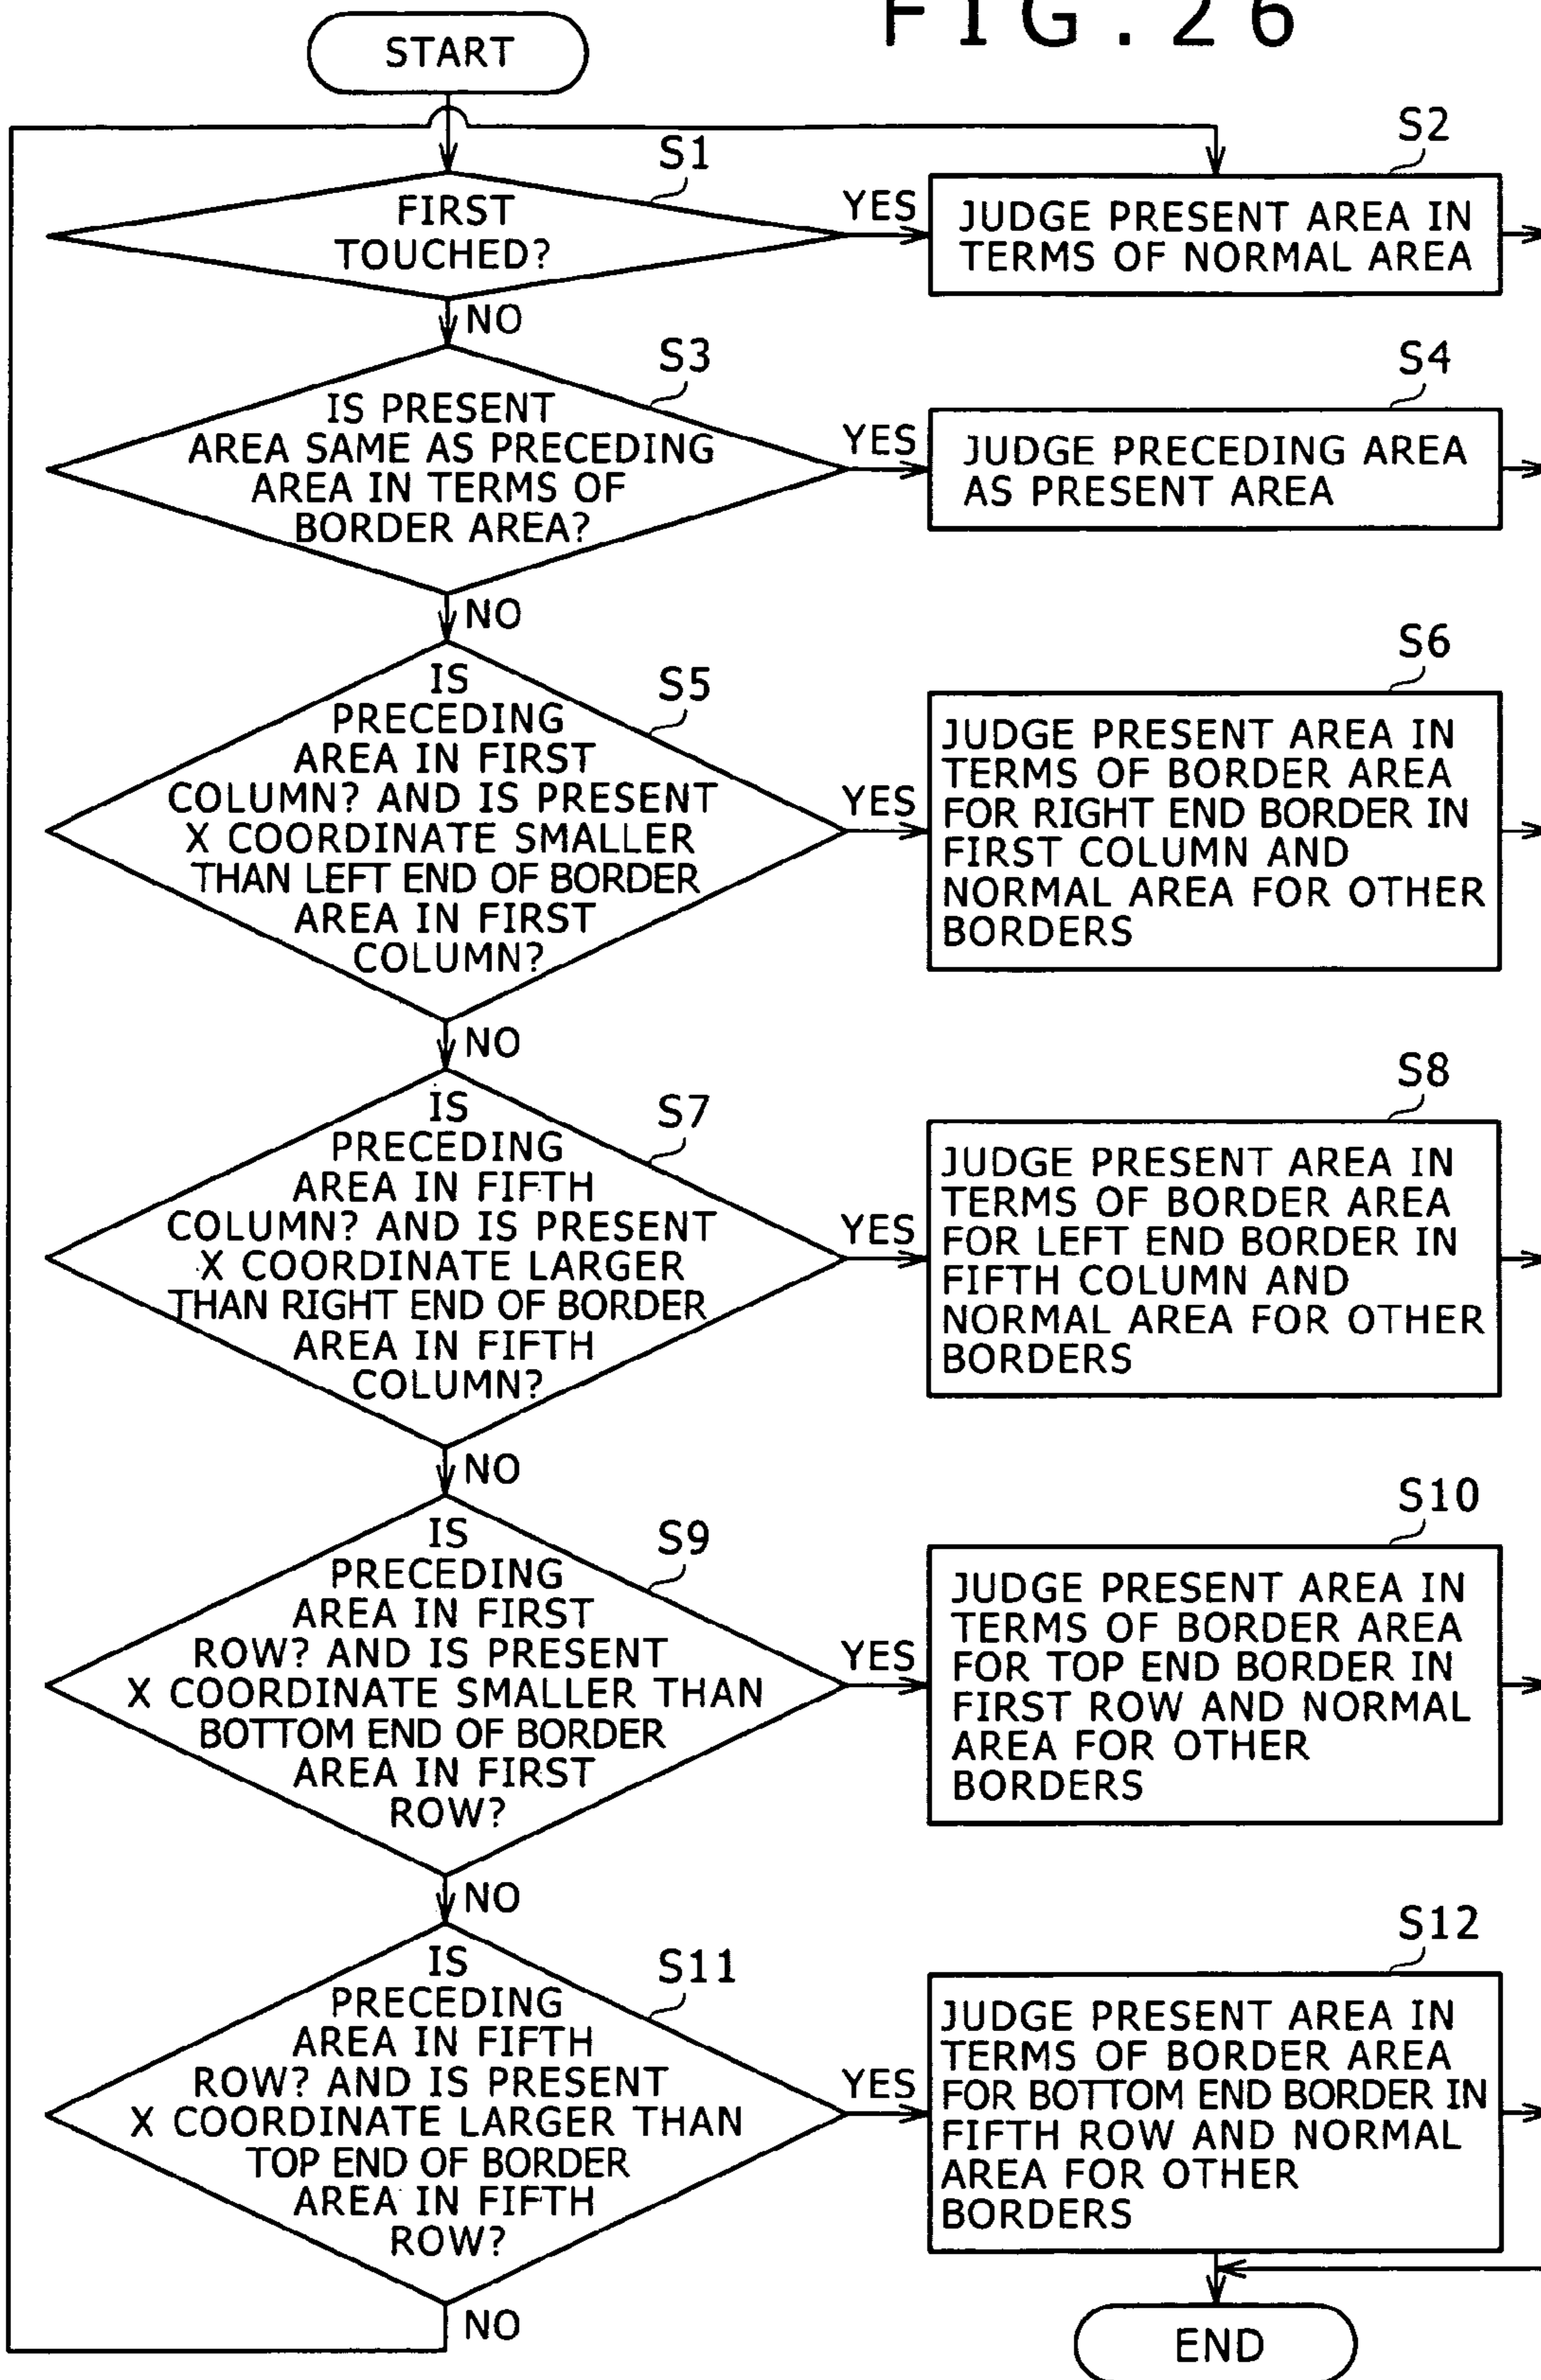 FIG.26
START
S1
FIRST
TOUCHED?
YES
S2
JUDGE PRESENT AREA IN
TERMS OF NORMAL AREA
NO
S3
IS PRESENT
AREA SAME AS PRECEDING
AREA IN TERMS OF
BORDER AREA?
YES
S4
JUDGE PRECEDING AREA
AS PRESENT AREA
NO
S5
IS
PRECEDING
AREA IN FIRST
COLUMN? AND IS PRESENT
X COORDINATE SMALLER
THAN LEFT END OF BORDER
AREA IN FIRST
COLUMN?
YES
S6
JUDGE PRESENT AREA IN
TERMS OF BORDER AREA
FOR RIGHT END BORDER IN
FIRST COLUMN AND
NORMAL AREA FOR OTHER
BORDERS
NO
S7
IS
PRECEDING
AREA IN FIFTH
COLUMN? AND IS PRESENT
X COORDINATE LARGER
THAN RIGHT END OF BORDER
AREA IN FIFTH
COLUMN?
YES
S8
JUDGE PRESENT AREA IN
TERMS OF BORDER AREA
FOR LEFT END BORDER IN
FIFTH COLUMN AND
NORMAL AREA FOR OTHER
BORDERS
NO
S9
IS
PRECEDING
AREA IN FIRST
ROW? AND IS PRESENT
X COORDINATE SMALLER THAN
BOTTOM END OF BORDER
AREA IN FIRST
ROW?
YES
S10
JUDGE PRESENT AREA IN
TERMS OF BORDER AREA
FOR TOP END BORDER IN
FIRST ROW AND NORMAL
AREA FOR OTHER
BORDERS
NO
S11
IS
PRECEDING
AREA IN FIFTH
ROW? AND IS PRESENT
X COORDINATE LARGER THAN
TOP END OF BORDER
AREA IN FIFTH
ROW?
YES
S12
JUDGE PRESENT AREA IN
TERMS OF BORDER AREA
FOR BOTTOM END BORDER IN
FIFTH ROW AND NORMAL
AREA FOR OTHER
BORDERS
NO
END